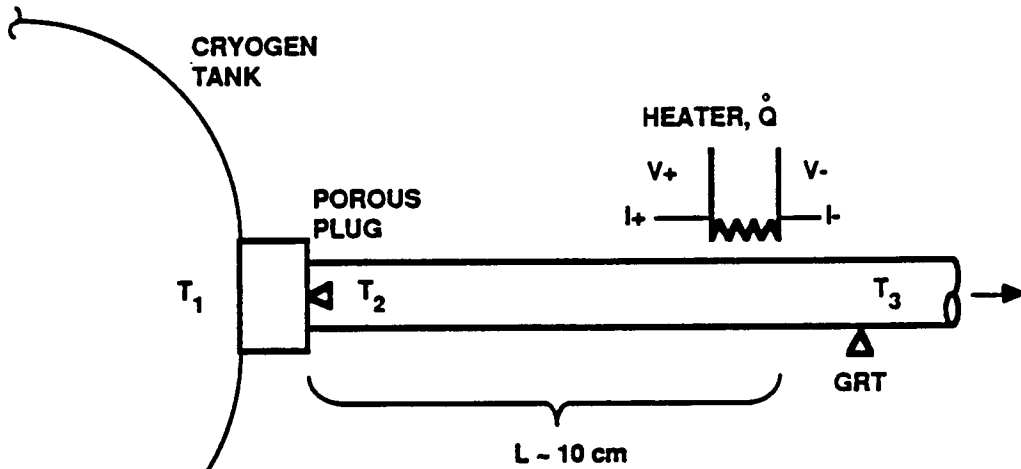 CRYOGEN
TANK
HEATER, Q̊
V+
V-
I+
I-
POROUS
PLUG
T₁
T₂
T₃
GRT
L ~ 10 cm